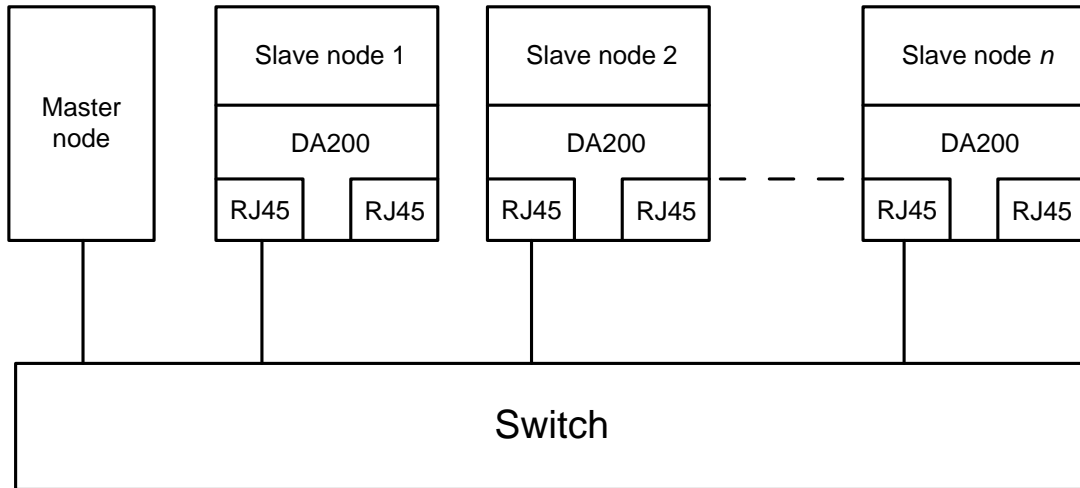 Master
node
Slave node 1
DA200
RJ45
RJ45
Slave node 2
DA200
RJ45
RJ45
Slave node n
DA200
RJ45
RJ45
Switch